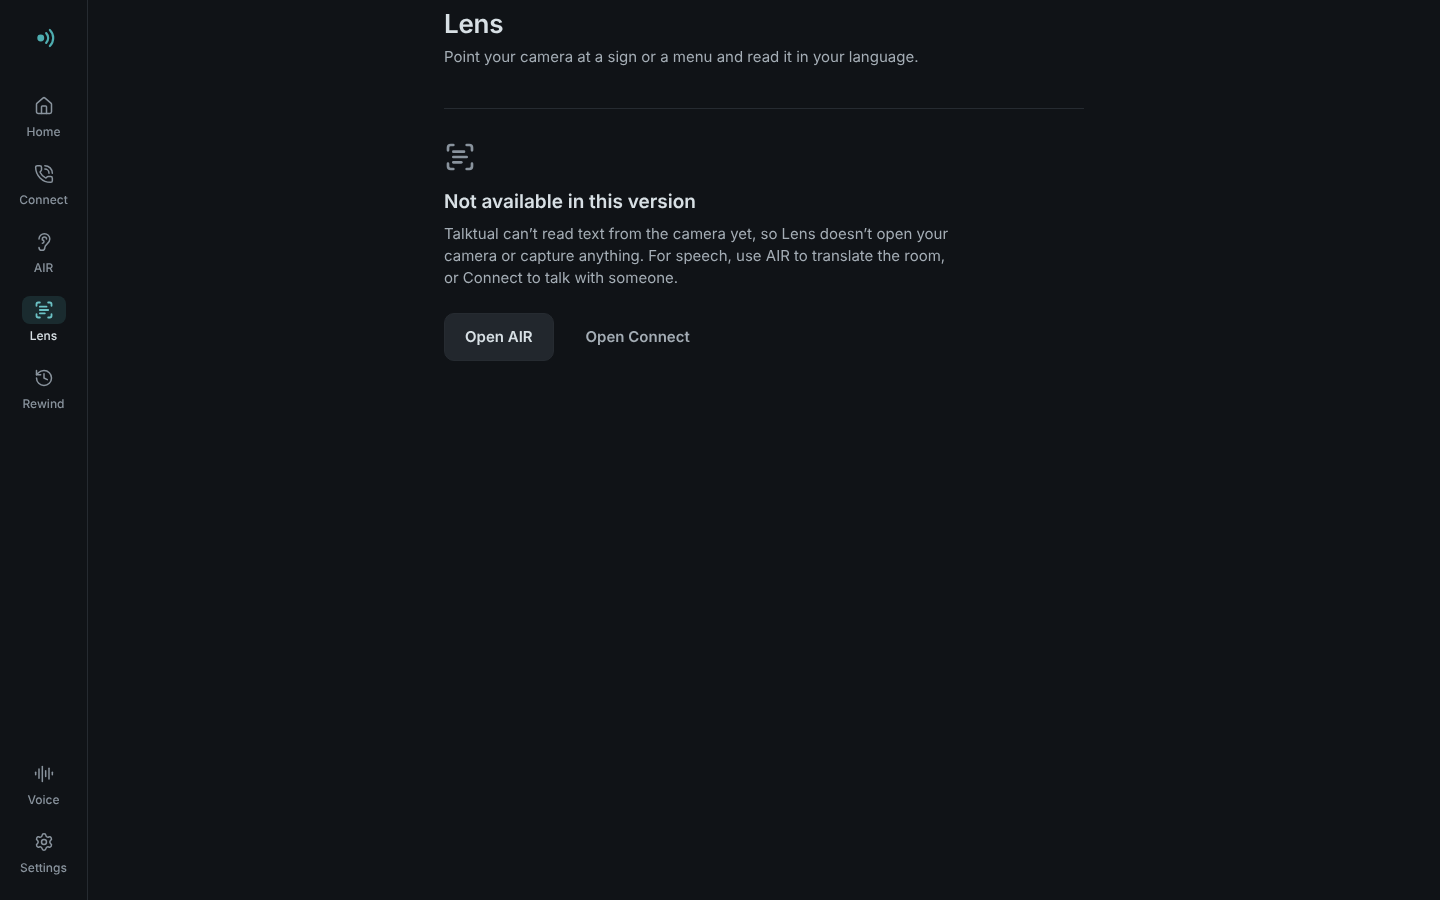 Home
Connect
AIR
Lens
Rewind
Voice
Settings
Lens
Point your camera at a sign or a menu and read it in your language.
Not available in this version
Talktual can’t read text from the camera yet, so Lens doesn’t open your
camera or capture anything. For speech, use AIR to translate the room,
or Connect to talk with someone.
Open AIR
Open Connect